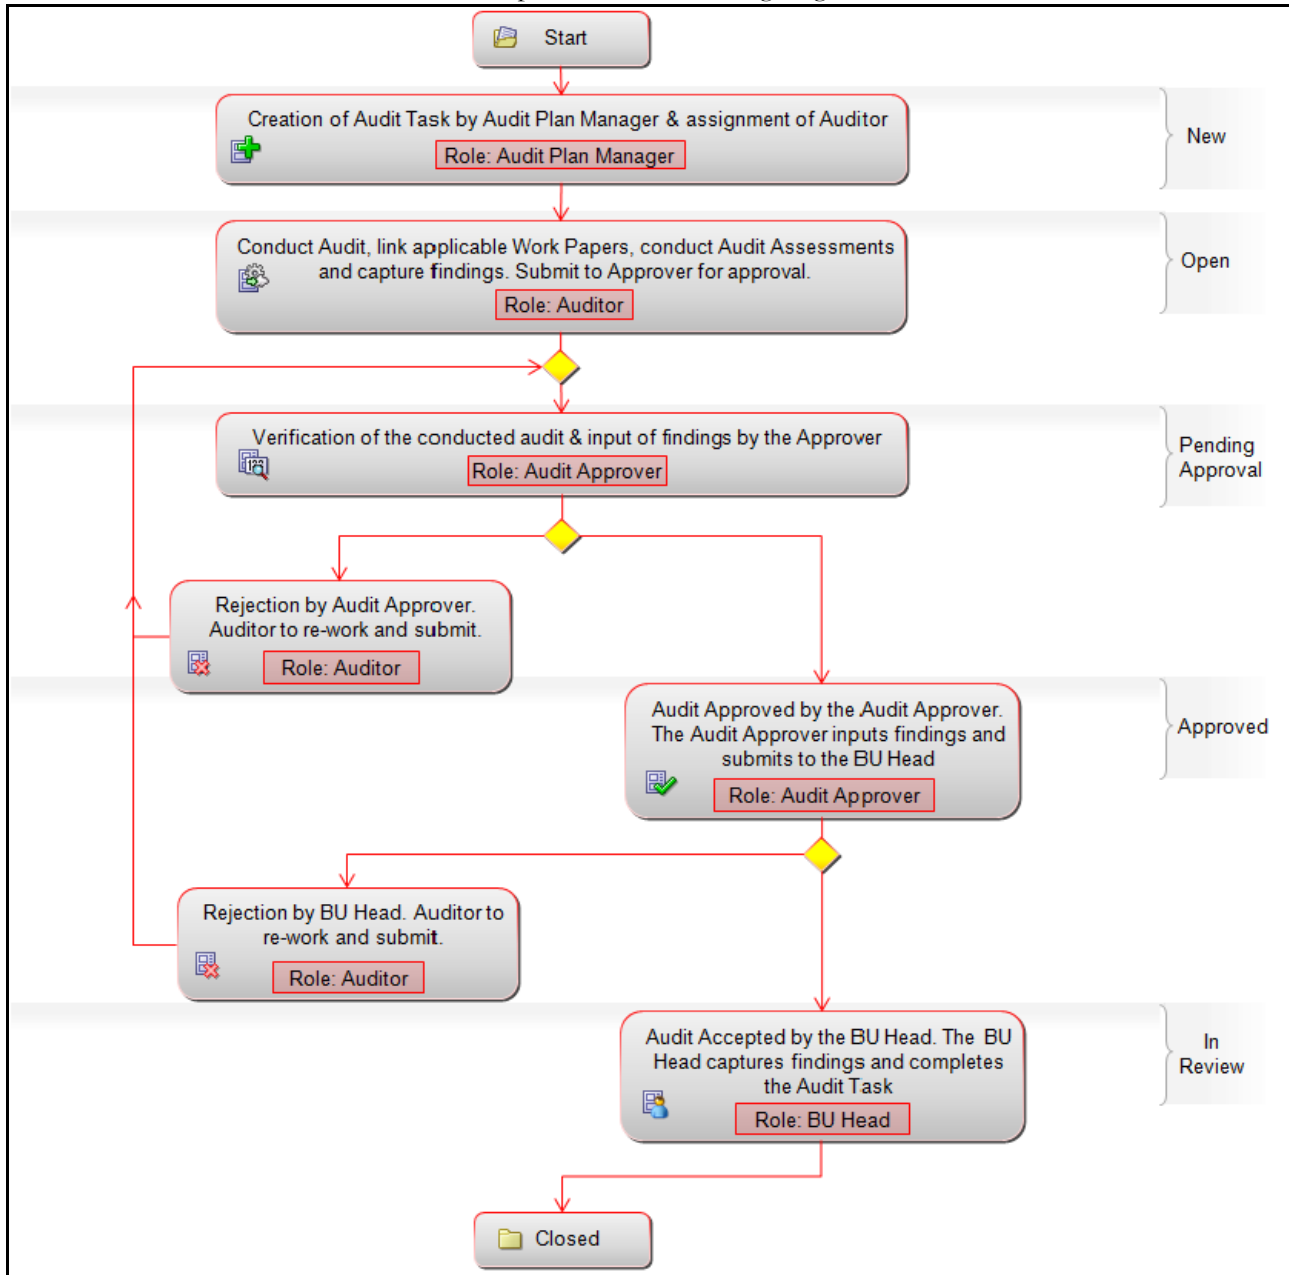 Start
Creation of Audit Task by Audit Plan Manager & assignment of Auditor
Role: Audit Plan Manager
New
Conduct Audit, link applicable Work Papers, conduct Audit Assessments
and capture findings. Submit to Approver for approval.
Role: Auditor
Open
Verification of the conducted audit & input of findings by the Approver
Role: Audit Approver
Pending
Approval
Rejection by Audit Approver.
Auditor to re-work and submit.
Role: Auditor
Audit Approved by the Audit Approver.
The Audit Approver inputs findings and
submits to the BU Head
Role: Audit Approver
Approved
Rejection by BU Head. Auditor to
re-work and submit.
Role: Auditor
Audit Accepted by the BU Head. The BU
Head captures findings and completes
the Audit Task
Role: BU Head
In
Review
Closed